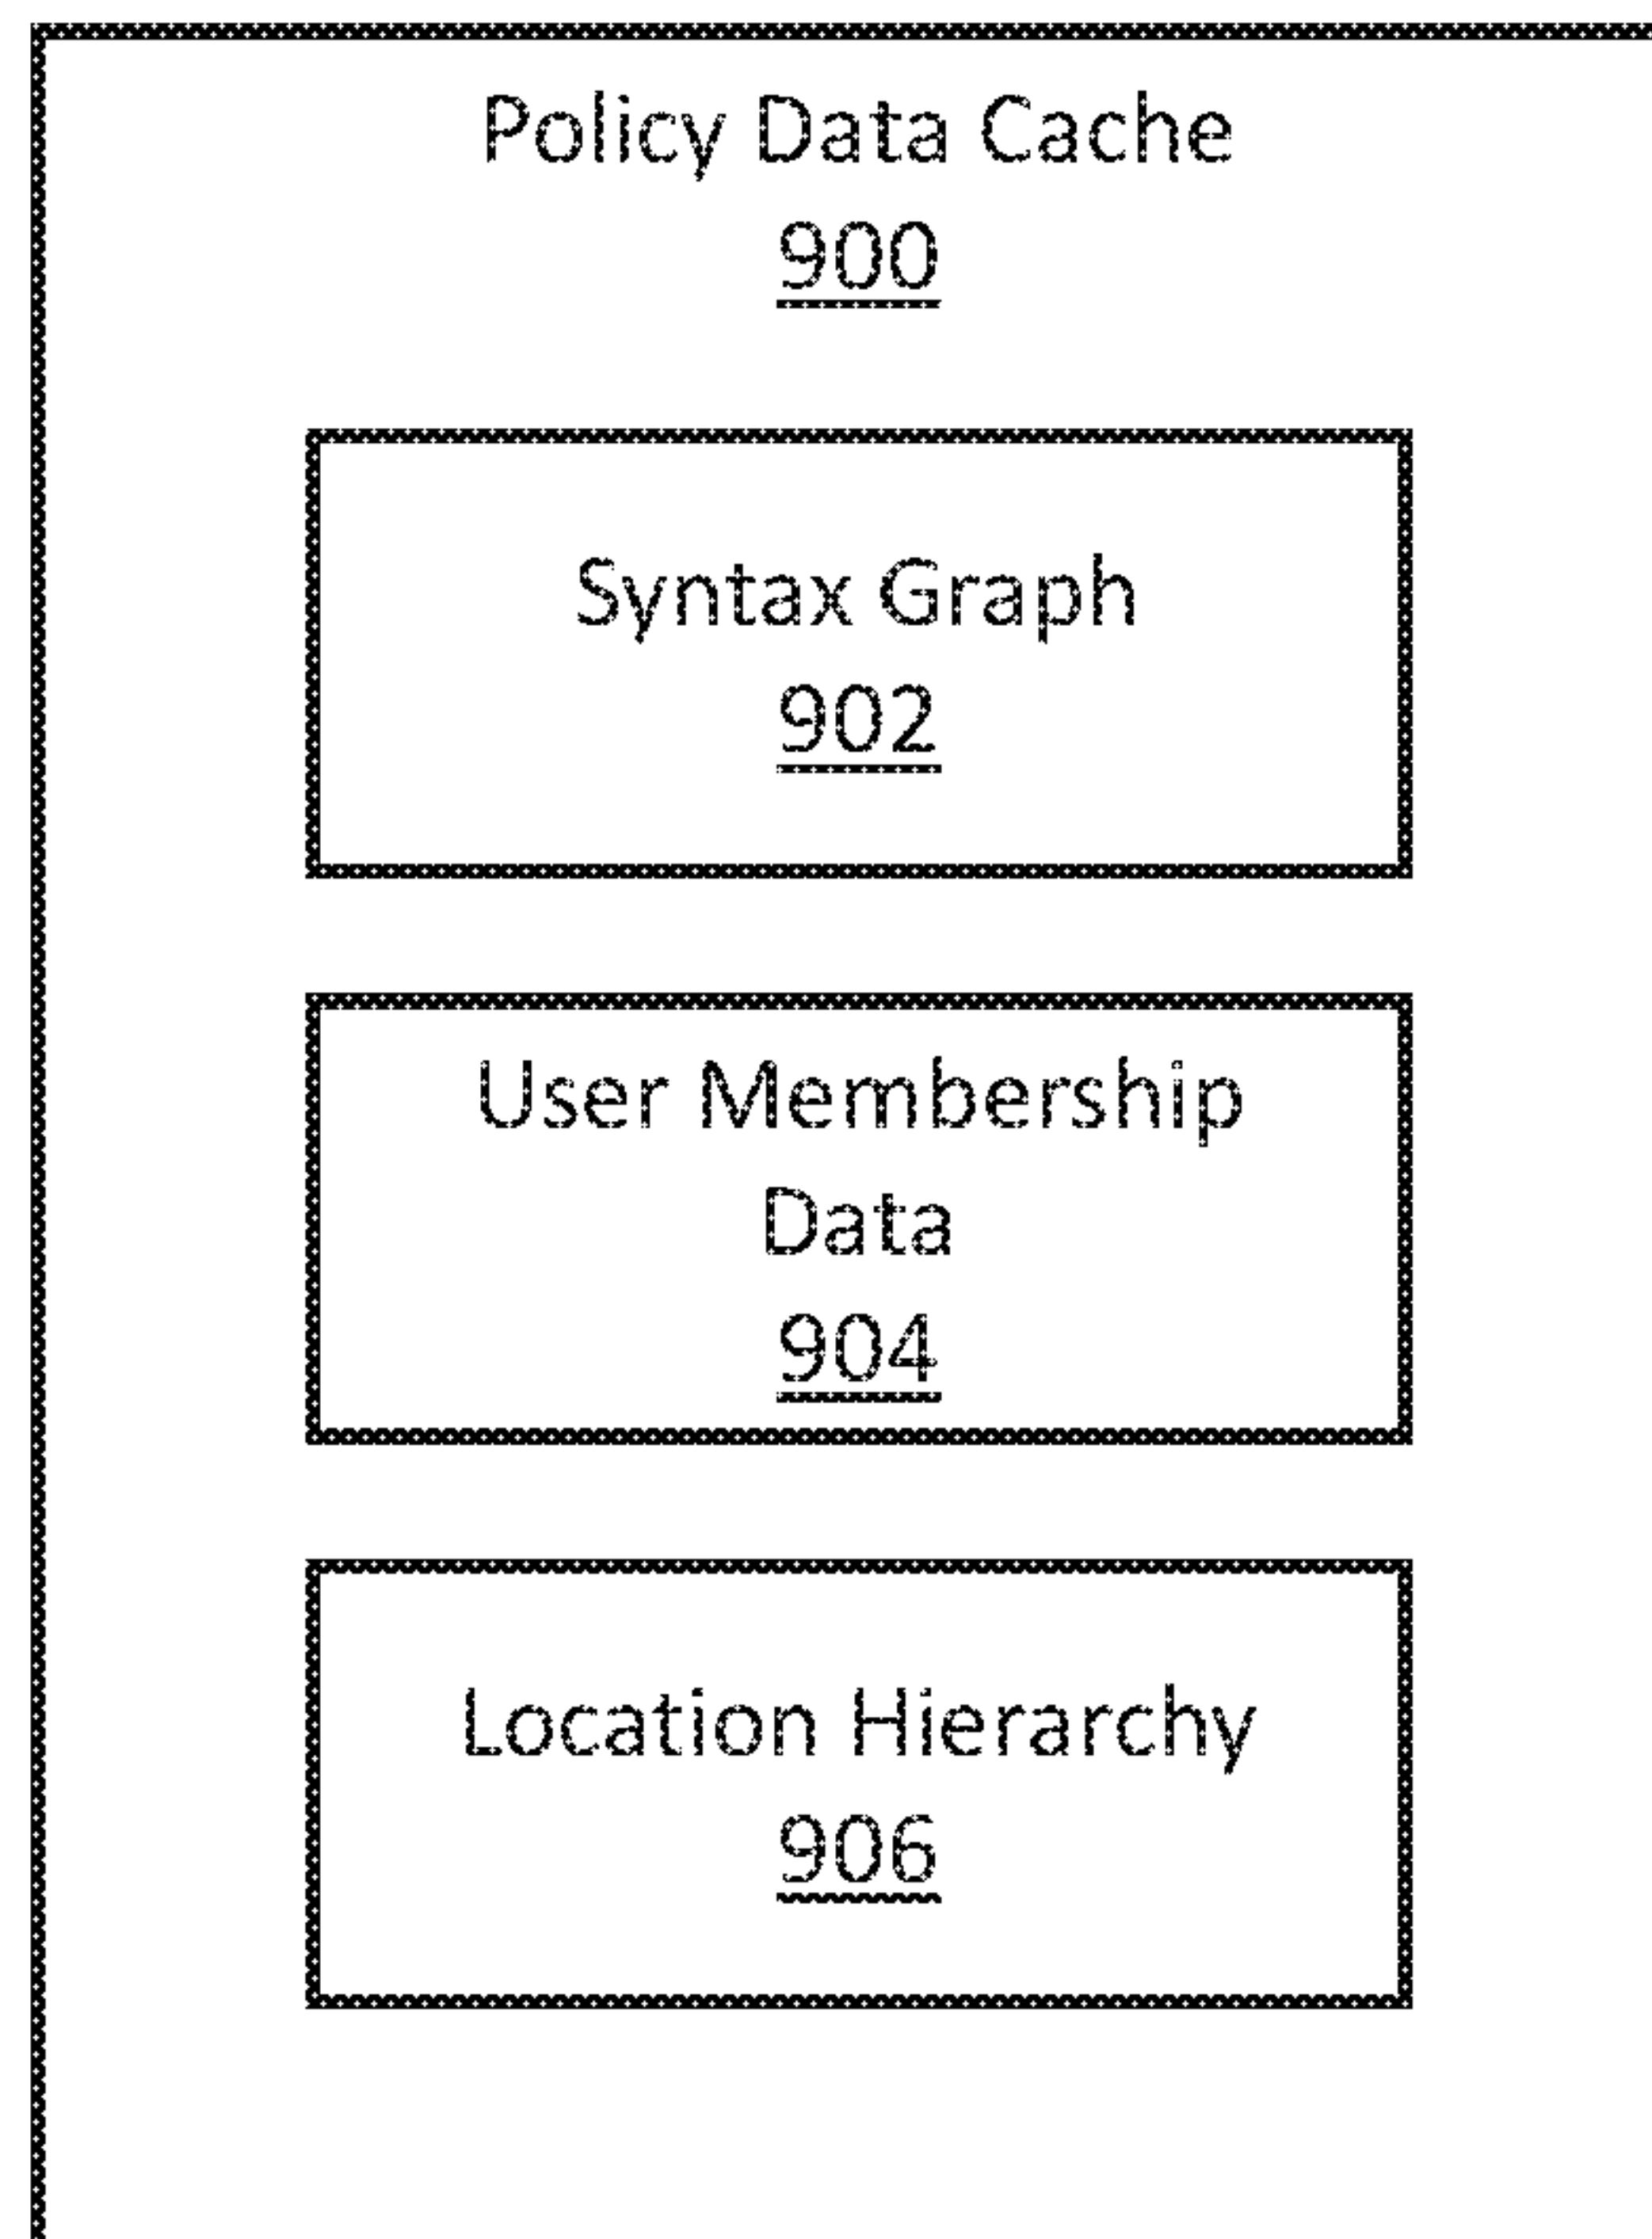 Policy Data Cache
900
Syntax Graph
902
User Membership
Data
904
Location Hierarchy
906